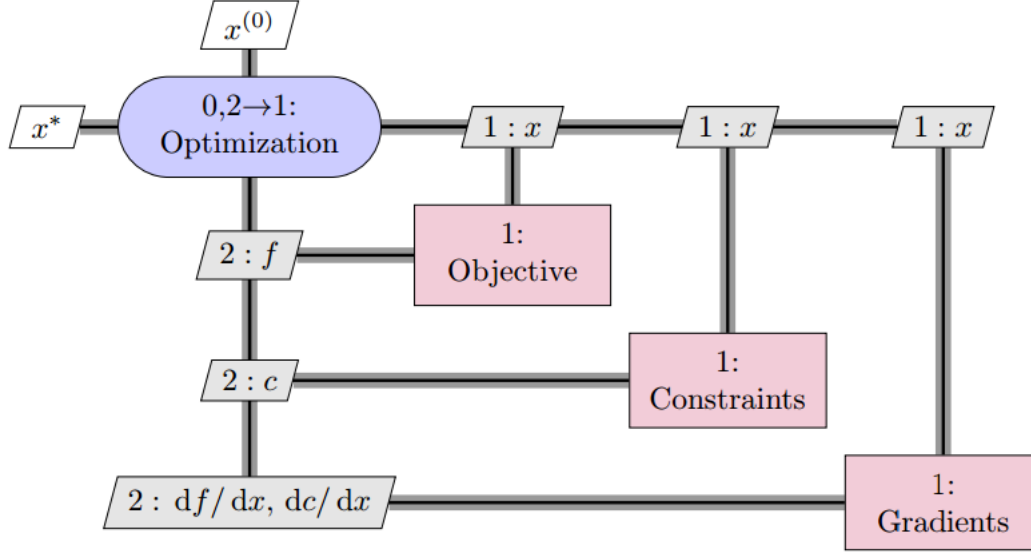 x^(0)
x*
0,2→1:
Optimization
1 : x
1 : x
1 : x
2 : f
1:
Objective
2 : c
1:
Constraints
2 : df/ dx, dc/ dx
1:
Gradients